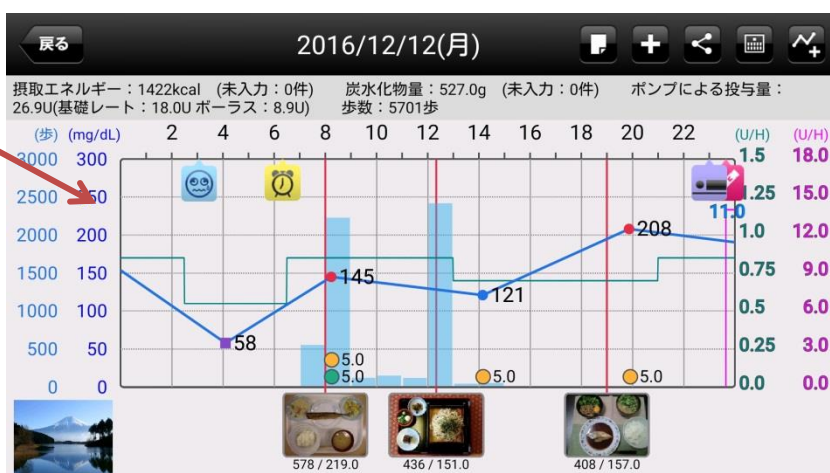 戻る 2016/12/12(月)
摂取エネルギー：1422kcal (未入力：0件) 炭水化物量：527.0g (未入力：0件) ポンプによる投与量：
26.9U(基礎レート：18.0U ボーラス：8.9U) 歩数：5701歩
(歩) (mg/dL) 2 4 6 8 10 12 14 16 18 20 22 (U/H) (U/H)
3000 300 1.5 18.0
2500 250 1.25 15.0
11.0
2000 200 208 1.0 12.0
1500 150 145 0.75 9.0
121
1000 100 0.5 6.0
500 50 58 0.25 3.0
5.0
5.0 5.0 5.0
0 0 0.0 0.0
578 / 219.0 436 / 151.0 408 / 157.0